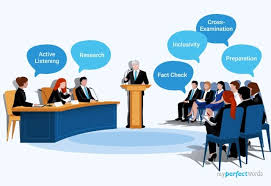 Active
Listening
Research
Fact Check
Inclusivity
Cross-
Examination
Preparation
myperfectwords